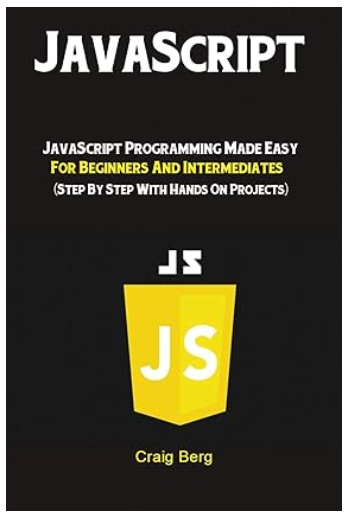 JAVASCRIPT
JAVASCRIPT PROGRAMMING MADE EASY
FOR BEGINNERS AND INTERMEDIATES
(STEP BY STEP WITH HANDS ON PROJECTS)
JS
JS
Craig Berg